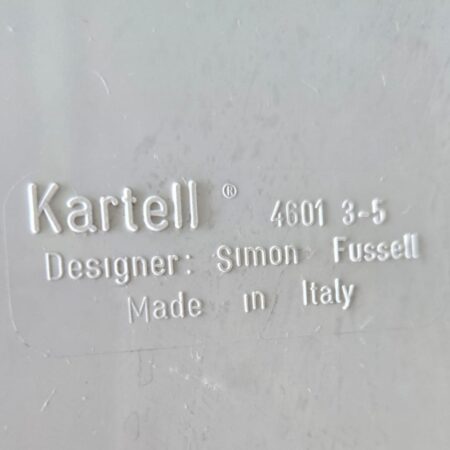 Kartell® 4601 3-5
Designer: Simon Fussell
Made in Italy